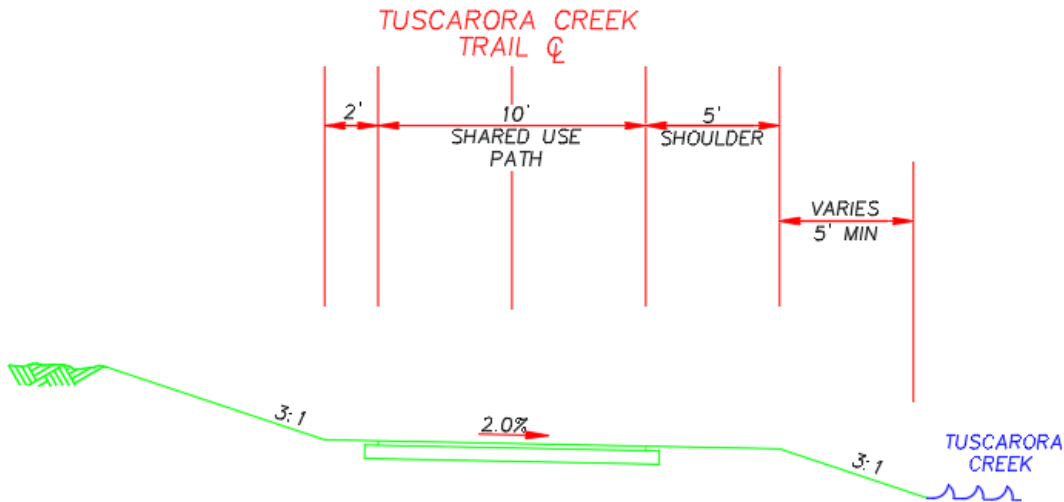 TUSCARORA CREEK
TRAIL ℄
2'
10'
5'
SHARED USE
PATH
SHOULDER
VARIES
5' MIN
3:1
2.0%
3:1
TUSCARORA
CREEK